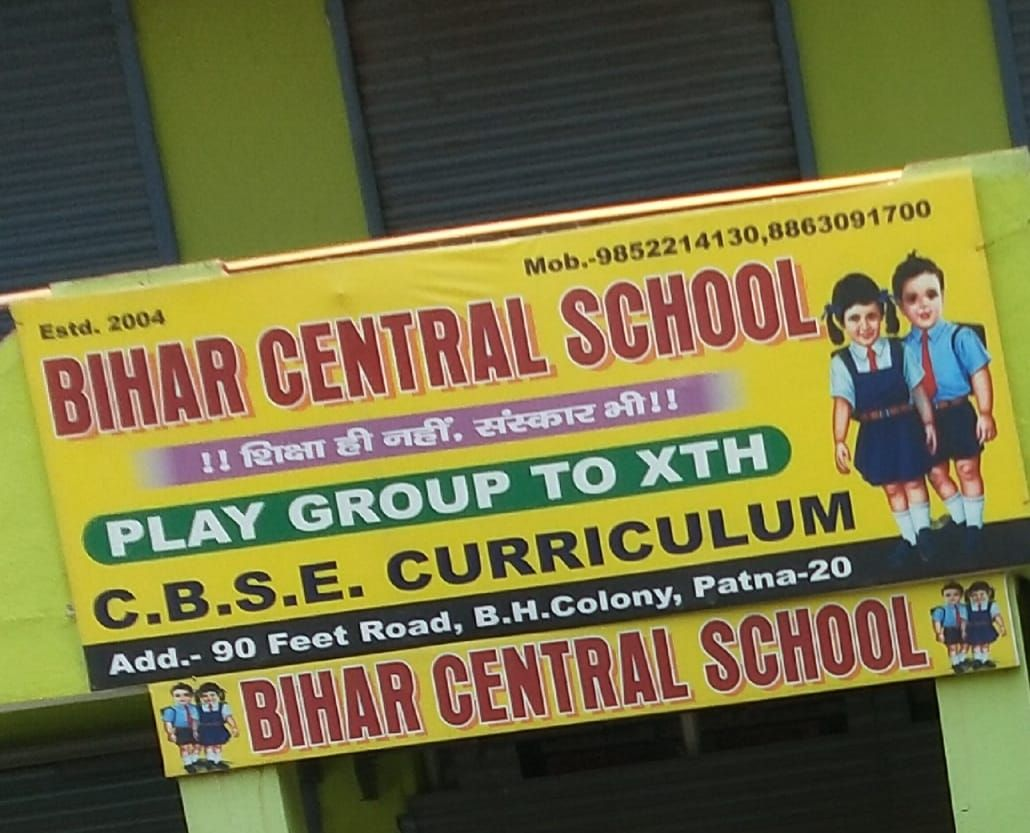 Estd. 2004
Mob.-9852214130,8863091700
BIHAR CENTRAL SCHOOL
!! शिक्षा ही नहीं, संस्कार भी!!
PLAY GROUP TO XTH
C.B.S.E. CURRICULUM
Add.- 90 Feet Road, B.H.Colony, Patna-20
BIHAR CENTRAL SCHOOL